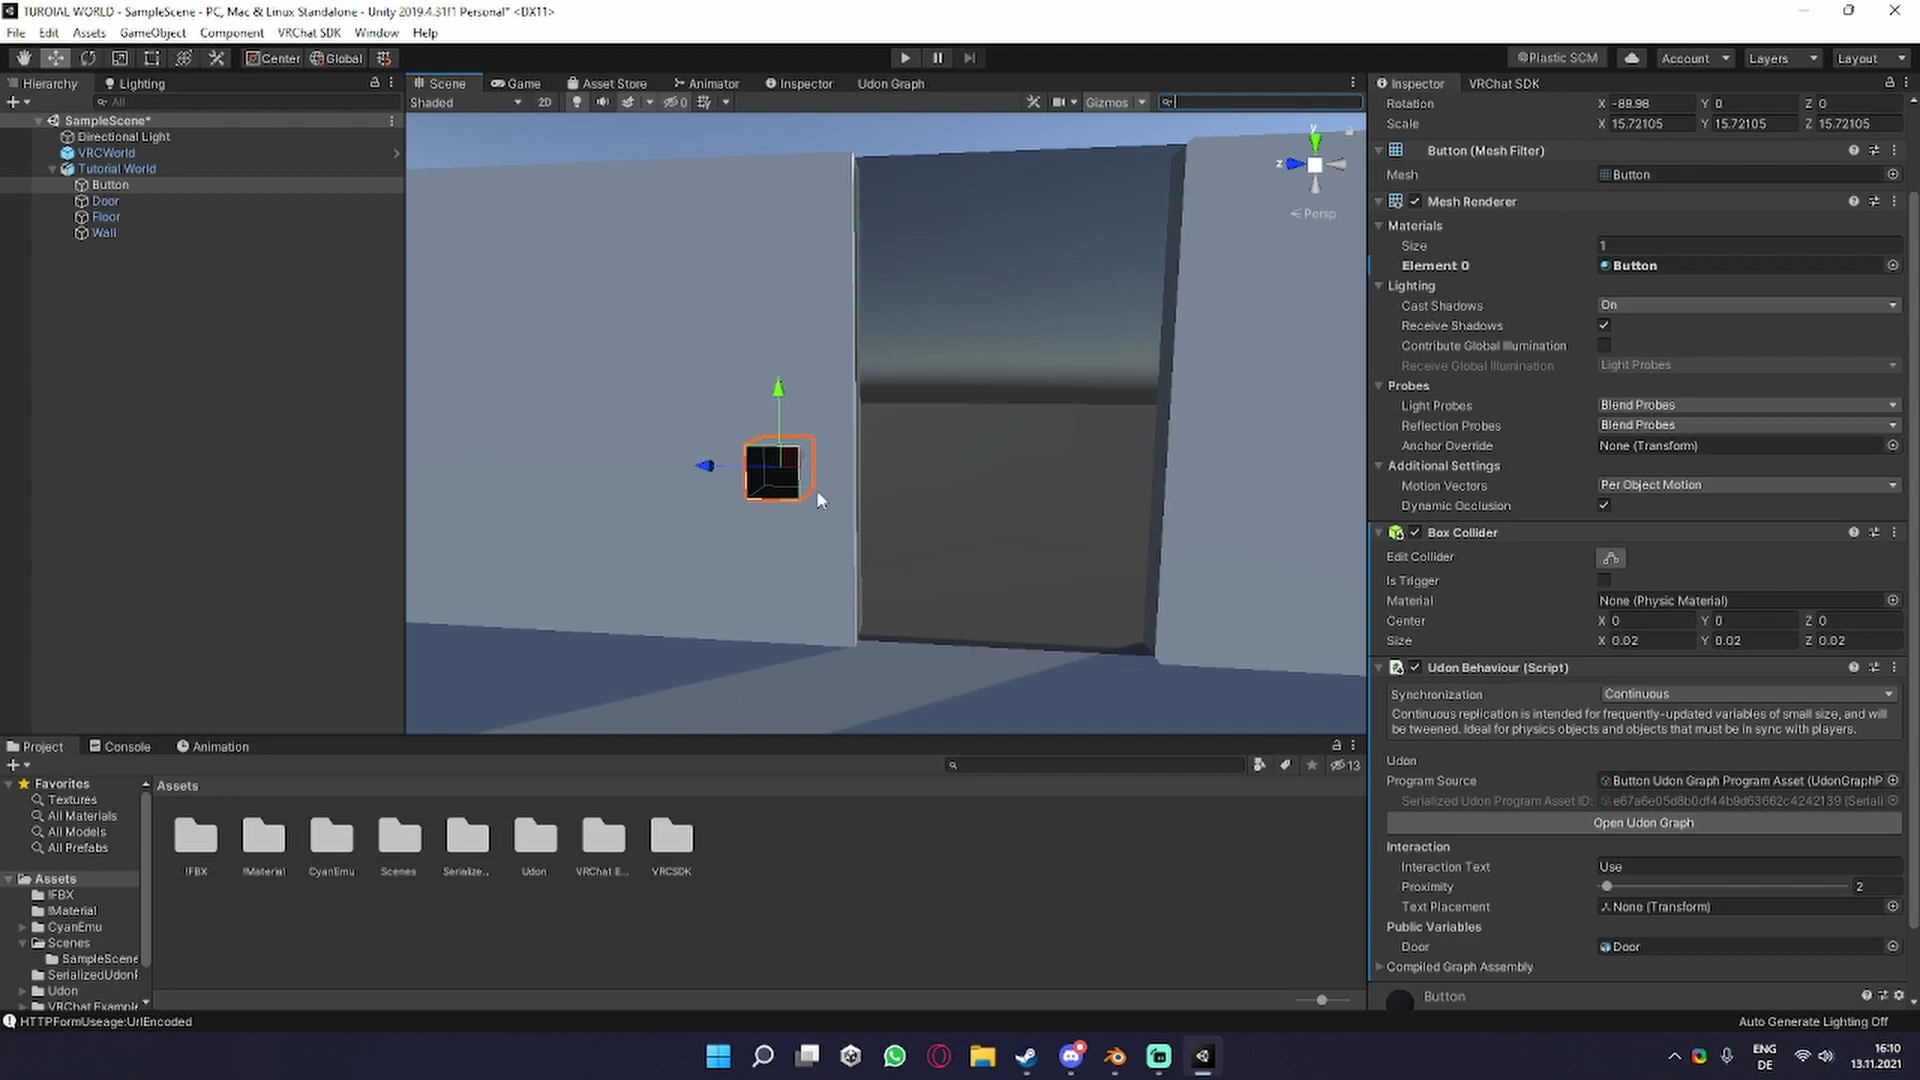 TUROIAL WORLD - SampleScene - PC, Mac & Linux Standalone - Unity 2019.4.31f1 Personal* <DX11>
File Edit Assets GameObject Component VRChat SDK Window Help
Center Global Plastic SCM Account Layers Layout
Hierarchy Lighting
All
SampleScene*
Directional Light
VRCWorld
Tutorial World
Button
Door
Floor
Wall
Scene Game Asset Store Animator Inspector Udon Graph
Shaded 2D 0 Gizmos
y
z
Persp
Inspector VRChat SDK
Rotation X -89.98 Y 0 Z 0
Scale X 15.72105 Y 15.72105 Z 15.72105
Button (Mesh Filter)
Mesh Button
Mesh Renderer
Materials
Size 1
Element 0 Button
Lighting
Cast Shadows On
Receive Shadows
Contribute Global Illumination
Receive Global Illumination Light Probes
Probes
Light Probes Blend Probes
Reflection Probes Blend Probes
Anchor Override None (Transform)
Additional Settings
Motion Vectors Per Object Motion
Dynamic Occlusion
Box Collider
Edit Collider
Is Trigger
Material None (Physic Material)
Center X 0 Y 0 Z 0
Size X 0.02 Y 0.02 Z 0.02
Udon Behaviour (Script)
Synchronization Continuous
Continuous replication is intended for frequently-updated variables of small size, and will
be tweened. Ideal for physics objects and objects that must be in sync with players.
Udon
Program Source Button Udon Graph Program Asset (UdonGraphP
Serialized Udon Program Asset ID: e67a6e05d8b0df44b9d63662c4242139 (Seriali
Open Udon Graph
Interaction
Interaction Text Use
Proximity 2
Text Placement None (Transform)
Public Variables
Door Door
Compiled Graph Assembly
Button
Project Console Animation
13
Favorites
Textures
All Materials
All Models
All Prefabs
Assets
!FBX
!Material
CyanEmu
Scenes
SampleScene
SerializedUdonP
Udon
VRChat Example
Assets
!FBX !Material CyanEmu Scenes Serialize.. Udon VRChat E... VRCSDK
HTTPFormUseage:UrlEncoded
Auto Generate Lighting Off
ENG
DE
16:10
13.11.2021